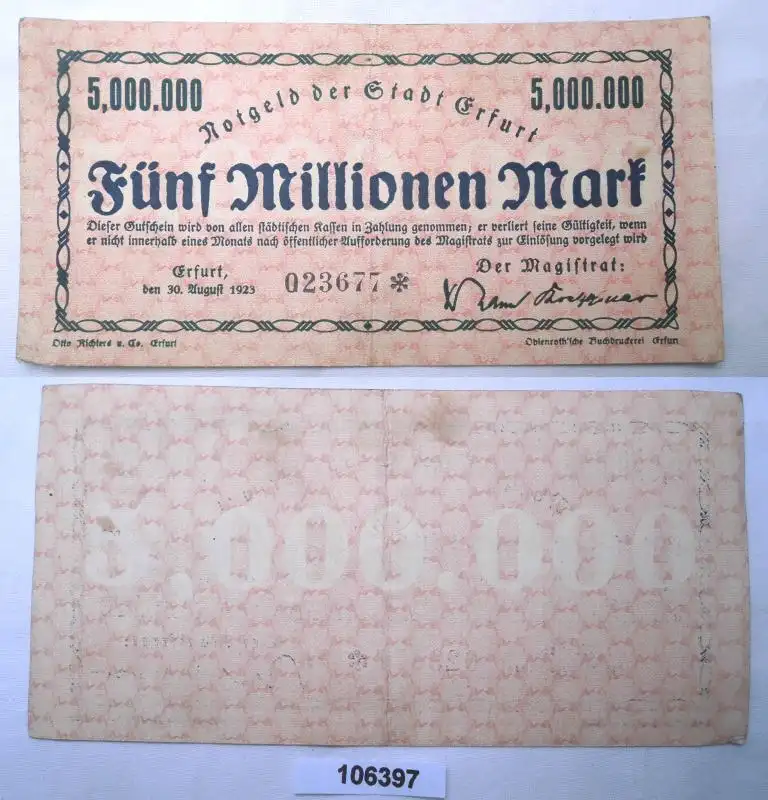 5,000.000 5,000.000
Notgeld der Stadt Erfurt
Fünf Millionen Mark
Dieser Gutschein wird von allen städtischen Kassen in Zahlung genommen; er verliert seine Gültigkeit, wenn
er nicht innerhalb eines Monats nach öffentlicher Aufforderung des Magistrats zur Einlösung vorgelegt wird
Erfurt,
den 30. August 1923
023677 *
Der Magistrat:
Otto Richters u. Co. Erfurt
Ohlenroth'sche Buchdruckerei Erfurt
5,000.000
106397